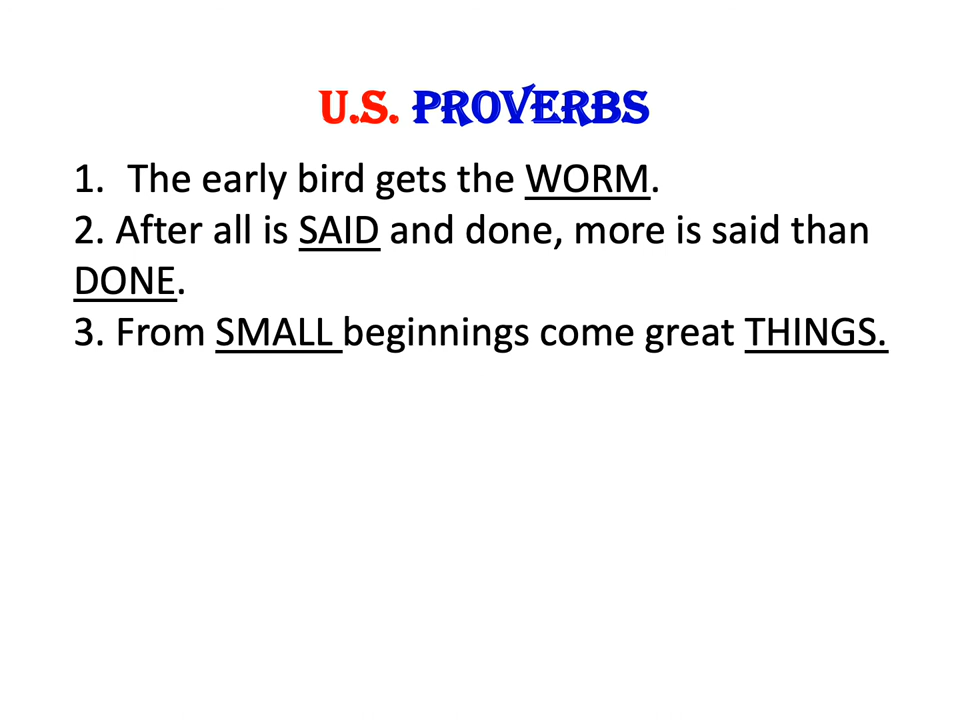 U.S. PROVERBS
1. The early bird gets the WORM.
2. After all is SAID and done, more is said than
DONE.
3. From SMALL beginnings come great THINGS.